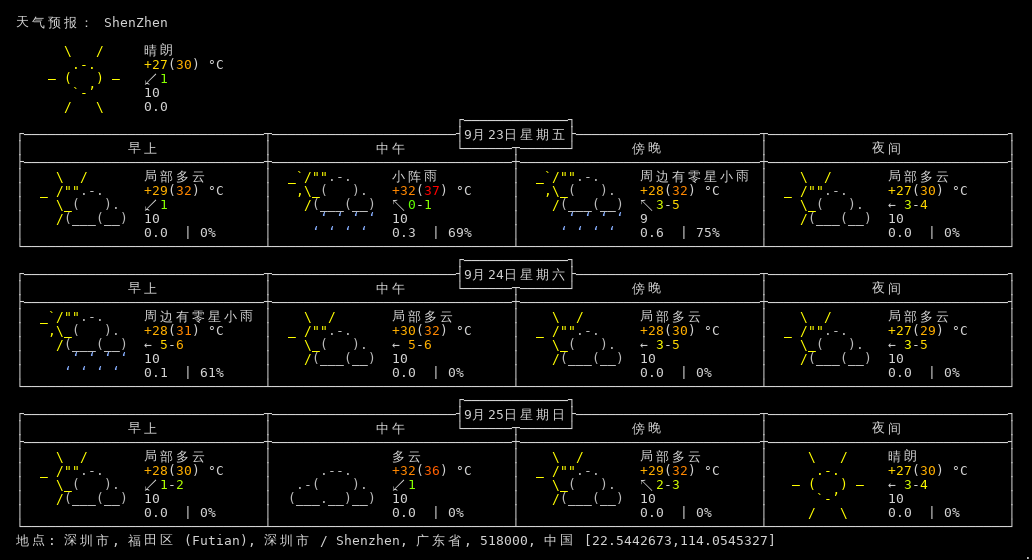 天气预报： ShenZhen
晴朗
+27(30) °C
↙ 1
10
0.0
9月23日星期五
早上 中午 傍晚 夜间
局部多云 小阵雨 周边有零星小雨 局部多云
+29(32) °C +32(37) °C +28(32) °C +27(30) °C
↙ 1 ↖ 0-1 ↖ 3-5 ← 3-4
10 10 9 10
0.0 | 0% 0.3 | 69% 0.6 | 75% 0.0 | 0%
9月24日星期六
早上 中午 傍晚 夜间
周边有零星小雨 局部多云 局部多云 局部多云
+28(31) °C +30(32) °C +28(30) °C +27(29) °C
← 5-6 ← 5-6 ← 3-5 ← 3-5
10 10 10 10
0.1 | 61% 0.0 | 0% 0.0 | 0% 0.0 | 0%
9月25日星期日
早上 中午 傍晚 夜间
局部多云 多云 局部多云 晴朗
+28(30) °C +32(36) °C +29(32) °C +27(30) °C
↙ 1-2 ↙ 1 ↖ 2-3 ← 3-4
10 10 10 10
0.0 | 0% 0.0 | 0% 0.0 | 0% 0.0 | 0%
地点: 深圳市, 福田区 (Futian), 深圳市 / Shenzhen, 广东省, 518000, 中国 [22.5442673,114.0545327]